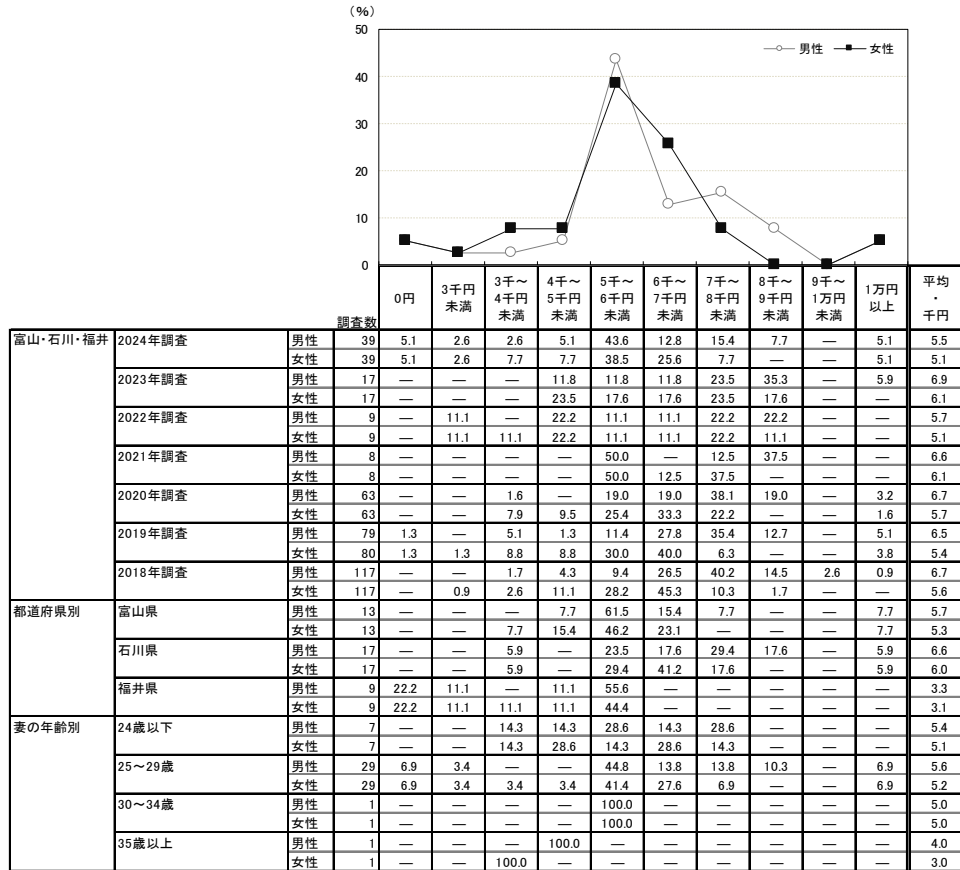 (%)
50
40
30
20
10
0
男性 女性
調査数 0円 3千円未満 3千～4千円未満 4千～5千円未満 5千～6千円未満 6千～7千円未満 7千～8千円未満 8千～9千円未満 9千～1万円未満 1万円以上 平均・千円
富山・石川・福井 2024年調査 男性 39 5.1 2.6 2.6 5.1 43.6 12.8 15.4 7.7 — 5.1 5.5
女性 39 5.1 2.6 7.7 7.7 38.5 25.6 7.7 — — 5.1 5.1
2023年調査 男性 17 — — — 11.8 11.8 11.8 23.5 35.3 — 5.9 6.9
女性 17 — — — 23.5 17.6 17.6 23.5 17.6 — — 6.1
2022年調査 男性 9 — 11.1 — 22.2 11.1 11.1 22.2 22.2 — — 5.7
女性 9 — 11.1 11.1 22.2 11.1 11.1 22.2 11.1 — — 5.1
2021年調査 男性 8 — — — — 50.0 — 12.5 37.5 — — 6.6
女性 8 — — — — 50.0 12.5 37.5 — — — 6.1
2020年調査 男性 63 — — 1.6 — 19.0 19.0 38.1 19.0 — 3.2 6.7
女性 63 — — 7.9 9.5 25.4 33.3 22.2 — — 1.6 5.7
2019年調査 男性 79 1.3 — 5.1 1.3 11.4 27.8 35.4 12.7 — 5.1 6.5
女性 80 1.3 1.3 8.8 8.8 30.0 40.0 6.3 — — 3.8 5.4
2018年調査 男性 117 — — 1.7 4.3 9.4 26.5 40.2 14.5 2.6 0.9 6.7
女性 117 — 0.9 2.6 11.1 28.2 45.3 10.3 1.7 — — 5.6
都道府県別 富山県 男性 13 — — — 7.7 61.5 15.4 7.7 — — 7.7 5.7
女性 13 — — 7.7 15.4 46.2 23.1 — — — 7.7 5.3
石川県 男性 17 — — 5.9 — 23.5 17.6 29.4 17.6 — 5.9 6.6
女性 17 — — 5.9 — 29.4 41.2 17.6 — — 5.9 6.0
福井県 男性 9 22.2 11.1 — 11.1 55.6 — — — — — 3.3
女性 9 22.2 11.1 11.1 11.1 44.4 — — — — — 3.1
妻の年齢別 24歳以下 男性 7 — — 14.3 14.3 28.6 14.3 28.6 — — — 5.4
女性 7 — — 14.3 28.6 14.3 28.6 14.3 — — — 5.1
25～29歳 男性 29 6.9 3.4 — — 44.8 13.8 13.8 10.3 — 6.9 5.6
女性 29 6.9 3.4 3.4 3.4 41.4 27.6 6.9 — — 6.9 5.2
30～34歳 男性 1 — — — — 100.0 — — — — — 5.0
女性 1 — — — — 100.0 — — — — — 5.0
35歳以上 男性 1 — — — 100.0 — — — — — — 4.0
女性 1 — — 100.0 — — — — — — — 3.0